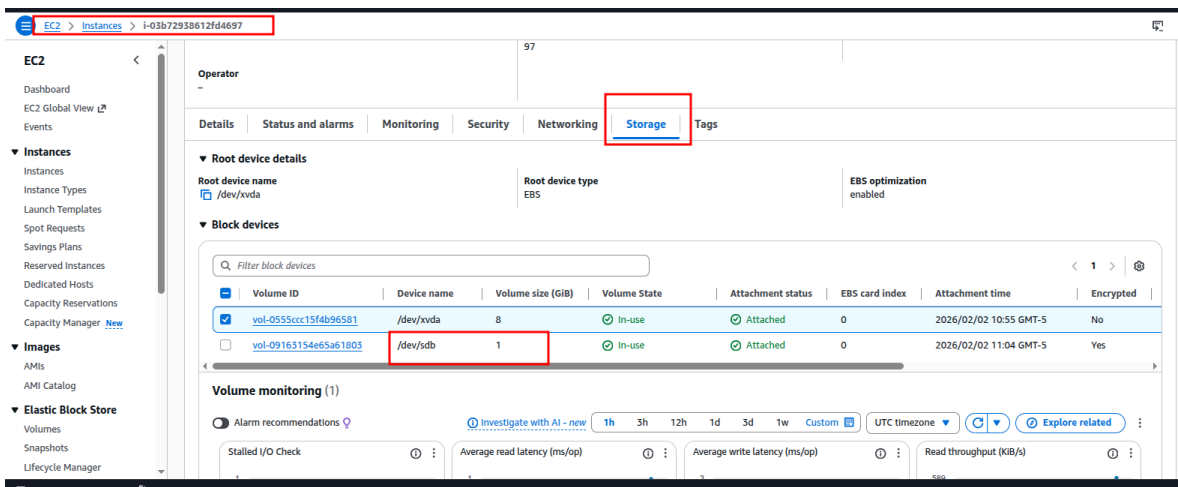 EC2 > Instances > i-03b72938612fd4697
EC2
Dashboard
EC2 Global View
Events
Instances
Instances
Instance Types
Launch Templates
Spot Requests
Savings Plans
Reserved Instances
Dedicated Hosts
Capacity Reservations
Capacity Manager New
Images
AMIs
AMI Catalog
Elastic Block Store
Volumes
Snapshots
Lifecycle Manager
97
Operator
–
Details Status and alarms Monitoring Security Networking Storage Tags
Root device details
Root device name Root device type EBS optimization
/dev/xvda EBS enabled
Block devices
Filter block devices < 1 >
Volume ID Device name Volume size (GiB) Volume State Attachment status EBS card index Attachment time Encrypted
vol-0555ccc15f4b96581 /dev/xvda 8 In-use Attached 0 2026/02/02 10:55 GMT-5 No
vol-09163154e65a61803 /dev/sdb 1 In-use Attached 0 2026/02/02 11:04 GMT-5 Yes
Volume monitoring (1)
Alarm recommendations Investigate with AI - new 1h 3h 12h 1d 3d 1w Custom UTC timezone Explore related
Stalled I/O Check Average read latency (ms/op) Average write latency (ms/op) Read throughput (KiB/s)